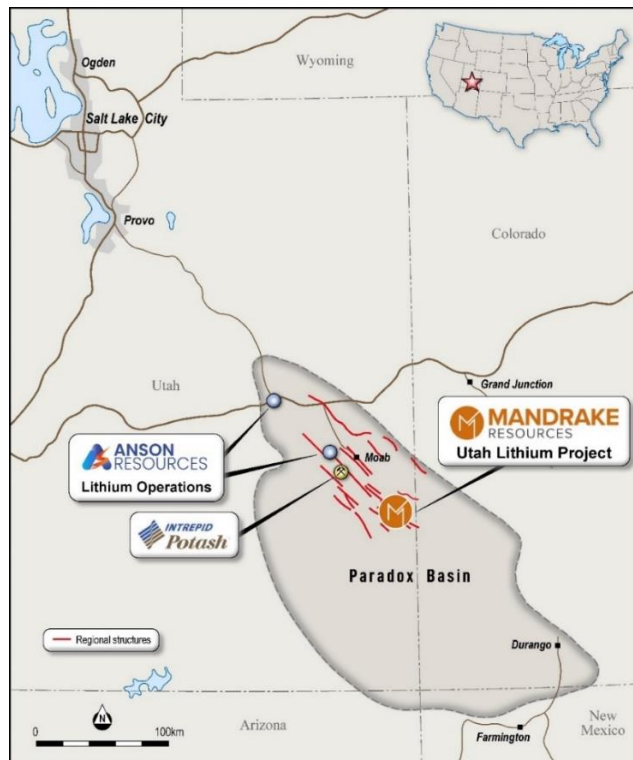 Ogden
Wyoming
Salt Lake City
Provo
Colorado
Utah
Grand Junction
MANDRAKE
RESOURCES
Utah Lithium Project
ANSON
RESOURCES
Lithium Operations
Moab
INTREPID
Potash
M
Paradox Basin
Regional structures
Durango
N
0 100km
Arizona
New
Mexico
Farmington